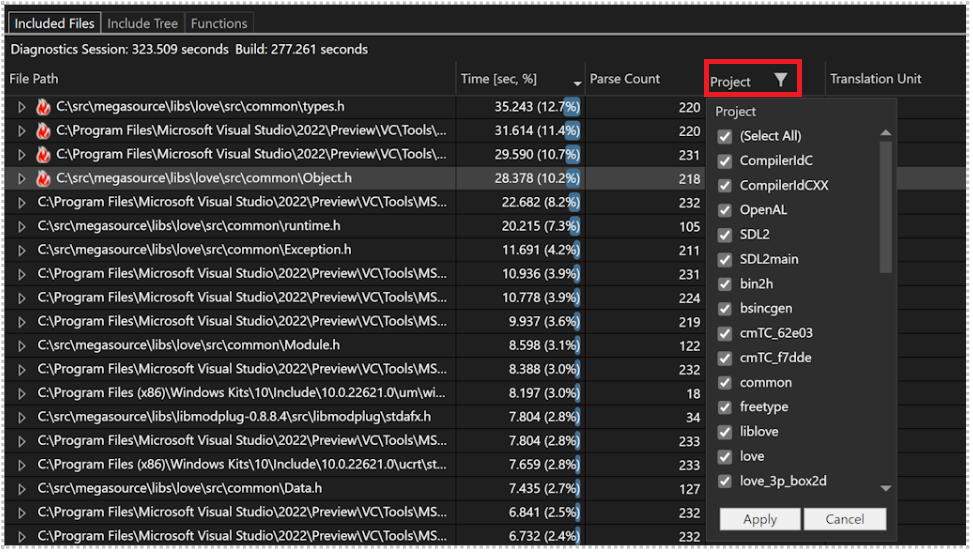 Included Files Include Tree Functions
Diagnostics Session: 323.509 seconds Build: 277.261 seconds
File Path Time [sec, %] Parse Count Project Translation Unit
C:\src\megasource\libs\love\src\common\types.h 35.243 (12.7%) 220
C:\Program Files\Microsoft Visual Studio\2022\Preview\VC\Tools\... 31.614 (11.4%) 220
C:\Program Files\Microsoft Visual Studio\2022\Preview\VC\Tools\... 29.590 (10.7%) 231
C:\src\megasource\libs\love\src\common\Object.h 28.378 (10.2%) 218
C:\Program Files\Microsoft Visual Studio\2022\Preview\VC\Tools\MS... 22.682 (8.2%) 232
C:\src\megasource\libs\love\src\common\runtime.h 20.215 (7.3%) 105
C:\src\megasource\libs\love\src\common\Exception.h 11.691 (4.2%) 211
C:\Program Files\Microsoft Visual Studio\2022\Preview\VC\Tools\MS... 10.936 (3.9%) 231
C:\Program Files\Microsoft Visual Studio\2022\Preview\VC\Tools\MS... 10.778 (3.9%) 224
C:\Program Files\Microsoft Visual Studio\2022\Preview\VC\Tools\MS... 9.937 (3.6%) 219
C:\src\megasource\libs\love\src\common\Module.h 8.598 (3.1%) 122
C:\Program Files\Microsoft Visual Studio\2022\Preview\VC\Tools\MS... 8.388 (3.0%) 232
C:\Program Files (x86)\Windows Kits\10\Include\10.0.22621.0\um\wi... 8.197 (3.0%) 18
C:\src\megasource\libs\libmodplug-0.8.8.4\src\libmodplug\stdafx.h 7.804 (2.8%) 34
C:\Program Files\Microsoft Visual Studio\2022\Preview\VC\Tools\MS... 7.804 (2.8%) 233
C:\Program Files (x86)\Windows Kits\10\Include\10.0.22621.0\ucrt\st... 7.659 (2.8%) 233
C:\src\megasource\libs\love\src\common\Data.h 7.435 (2.7%) 127
C:\Program Files\Microsoft Visual Studio\2022\Preview\VC\Tools\MS... 6.841 (2.5%) 232
C:\Program Files\Microsoft Visual Studio\2022\Preview\VC\Tools\MS... 6.732 (2.4%) 232
Project
(Select All)
CompilerIdC
CompilerIdCXX
OpenAL
SDL2
SDL2main
bin2h
bsincgen
cmTC_62e03
cmTC_f7dde
common
freetype
liblove
love
love_3p_box2d
Apply Cancel